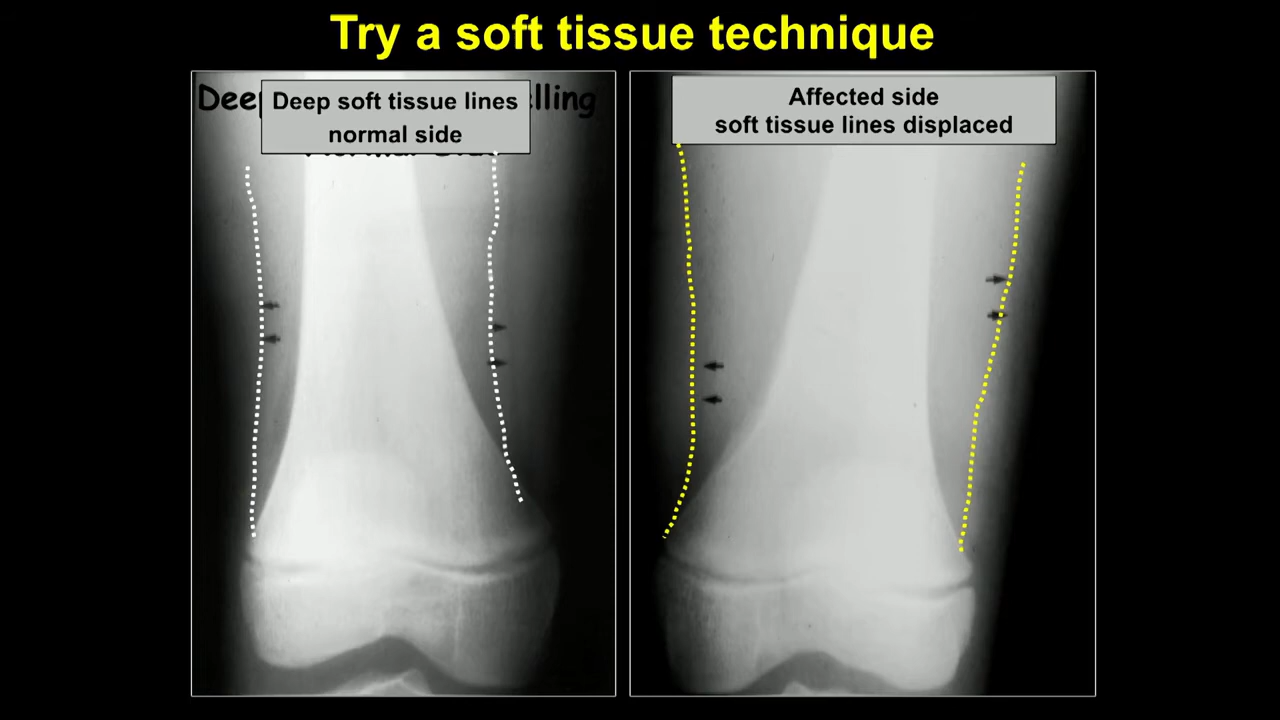 Try a soft tissue technique
Deep soft tissue lines
normal side
Affected side
soft tissue lines displaced